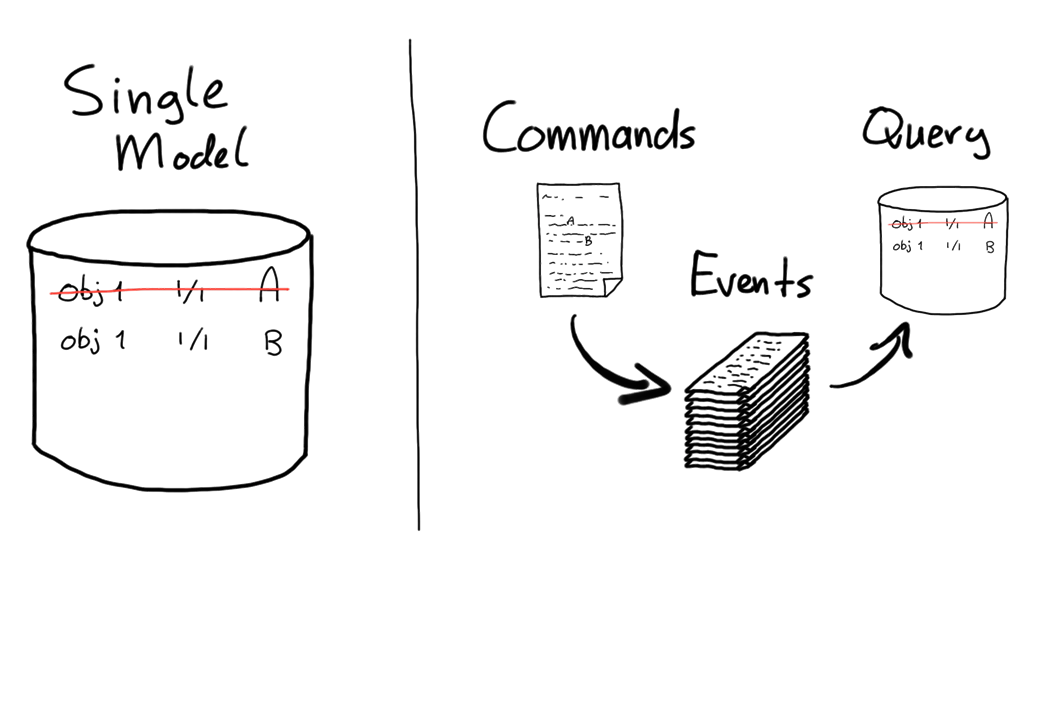 Single
Model
obj 1 1/1 A
obj 1 1/1 B
Commands
A
B
Events
Query
obj 1 1/1 A
obj 1 1/1 B